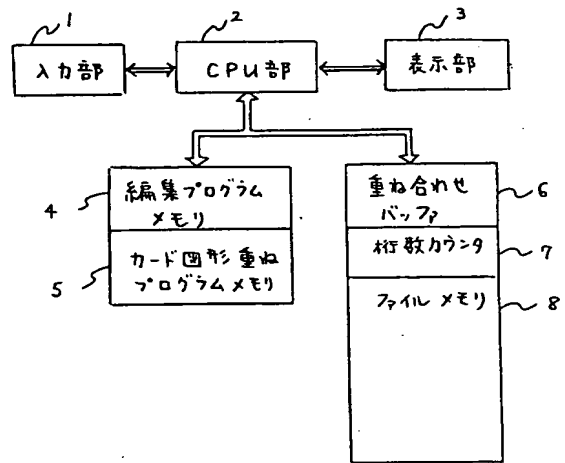 1
2
3
入力部
CPU部
表示部
4
編集プログラム
メモリ
5
カード図形重ね
プログラムメモリ
重ね合わせ
バッファ
6
桁数カウンタ
7
ファイルメモリ
8